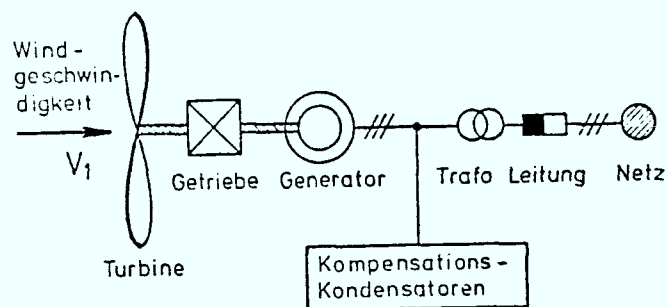 Wind-
geschwin-
digkeit
V1
Getriebe
Generator
Trafo
Leitung
Netz
Turbine
Kompensations-
Kondensatoren